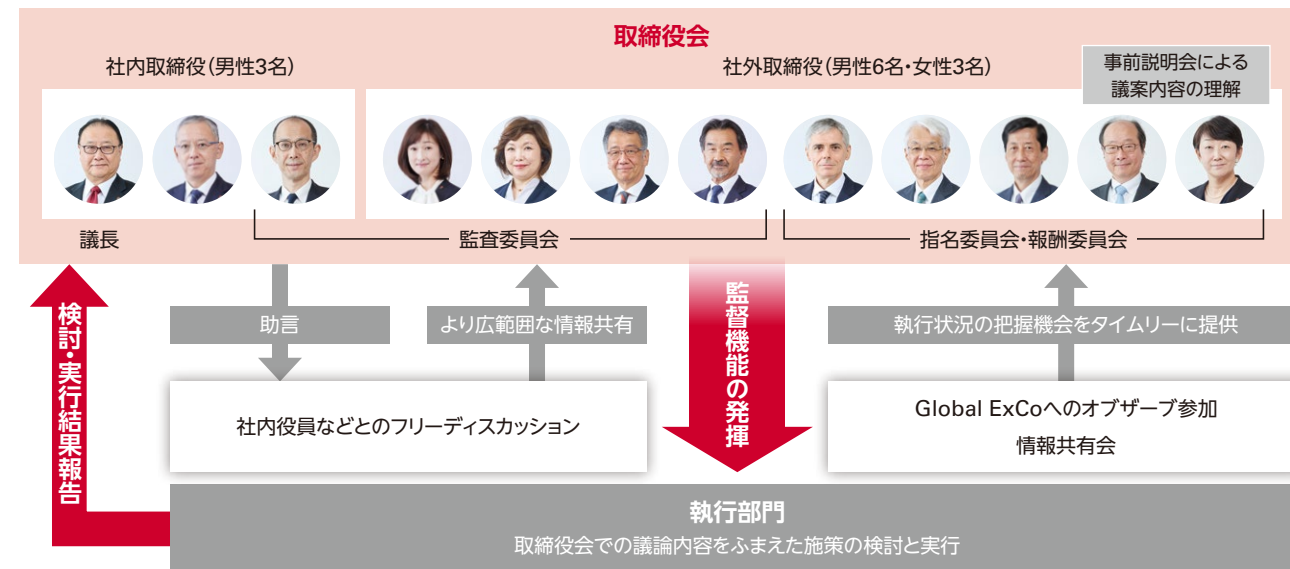 取締役会
社内取締役(男性3名)
社外取締役(男性6名・女性3名)
事前説明会による
議案内容の理解
議長
監査委員会
指名委員会・報酬委員会
検討・実行結果報告
助言
より広範囲な情報共有
監督機能の発揮
執行状況の把握機会をタイムリーに提供
社内役員などとのフリーディスカッション
Global ExCoへのオブザーブ参加
情報共有会
執行部門
取締役会での議論内容をふまえた施策の検討と実行